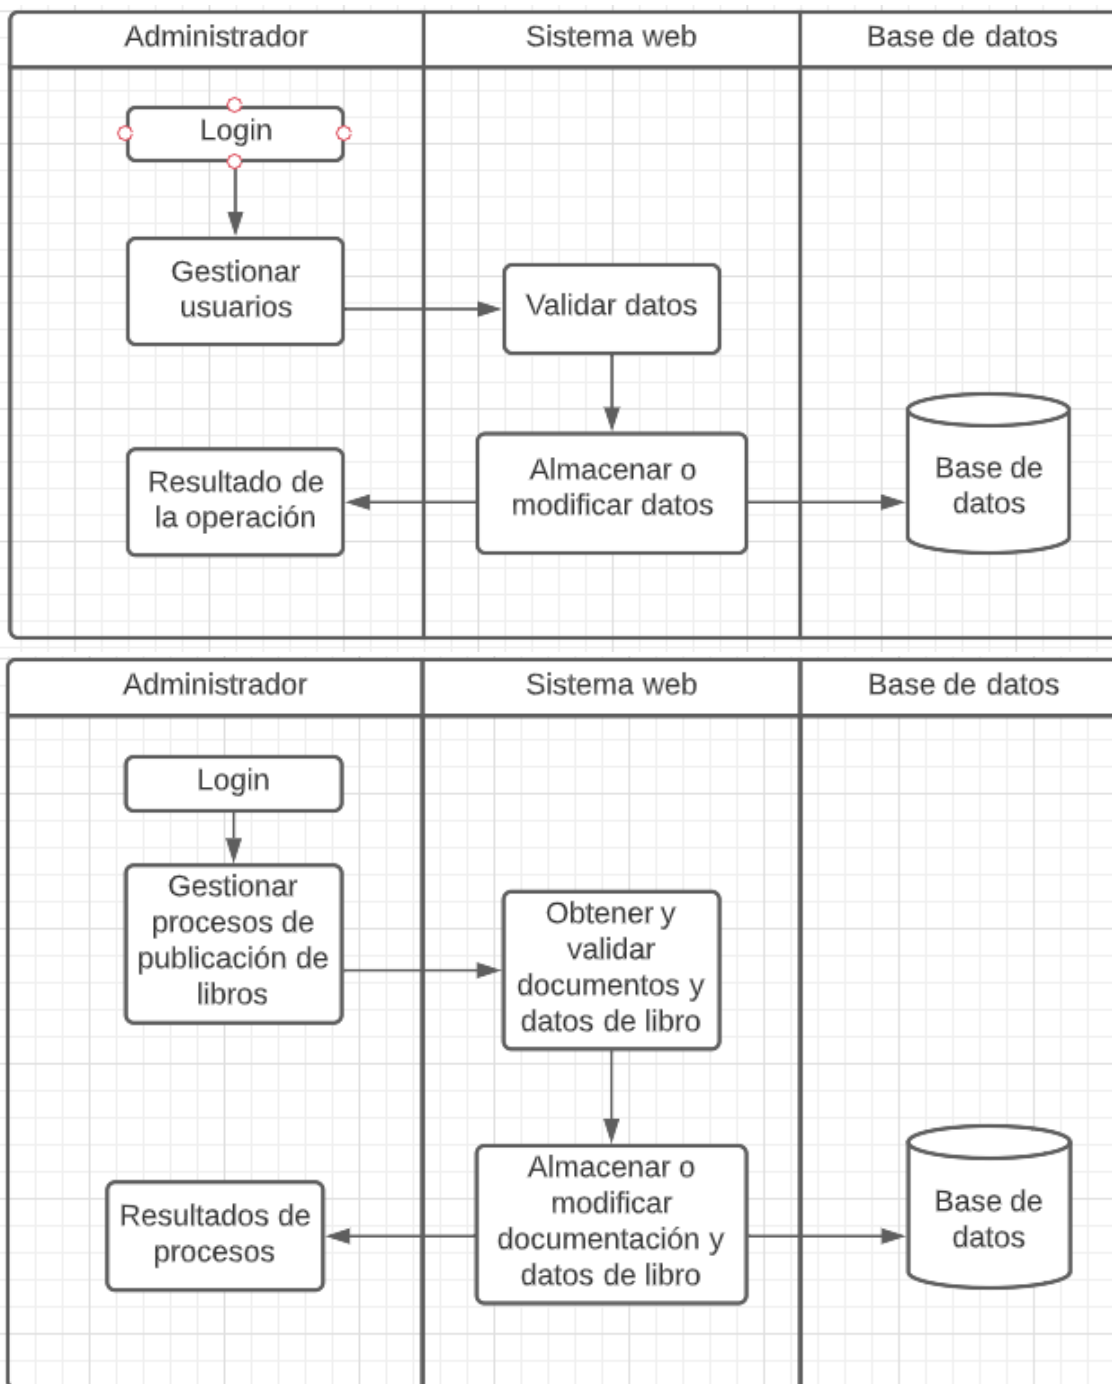 Administrador
Sistema web
Base de datos
Login
Gestionar
usuarios
Validar datos
Almacenar o
modificar datos
Base de
datos
Resultado de
la operación
Administrador
Sistema web
Base de datos
Login
Gestionar
procesos de
publicación de
libros
Obtener y
validar
documentos y
datos de libro
Almacenar o
modificar
documentación y
datos de libro
Base de
datos
Resultados de
procesos